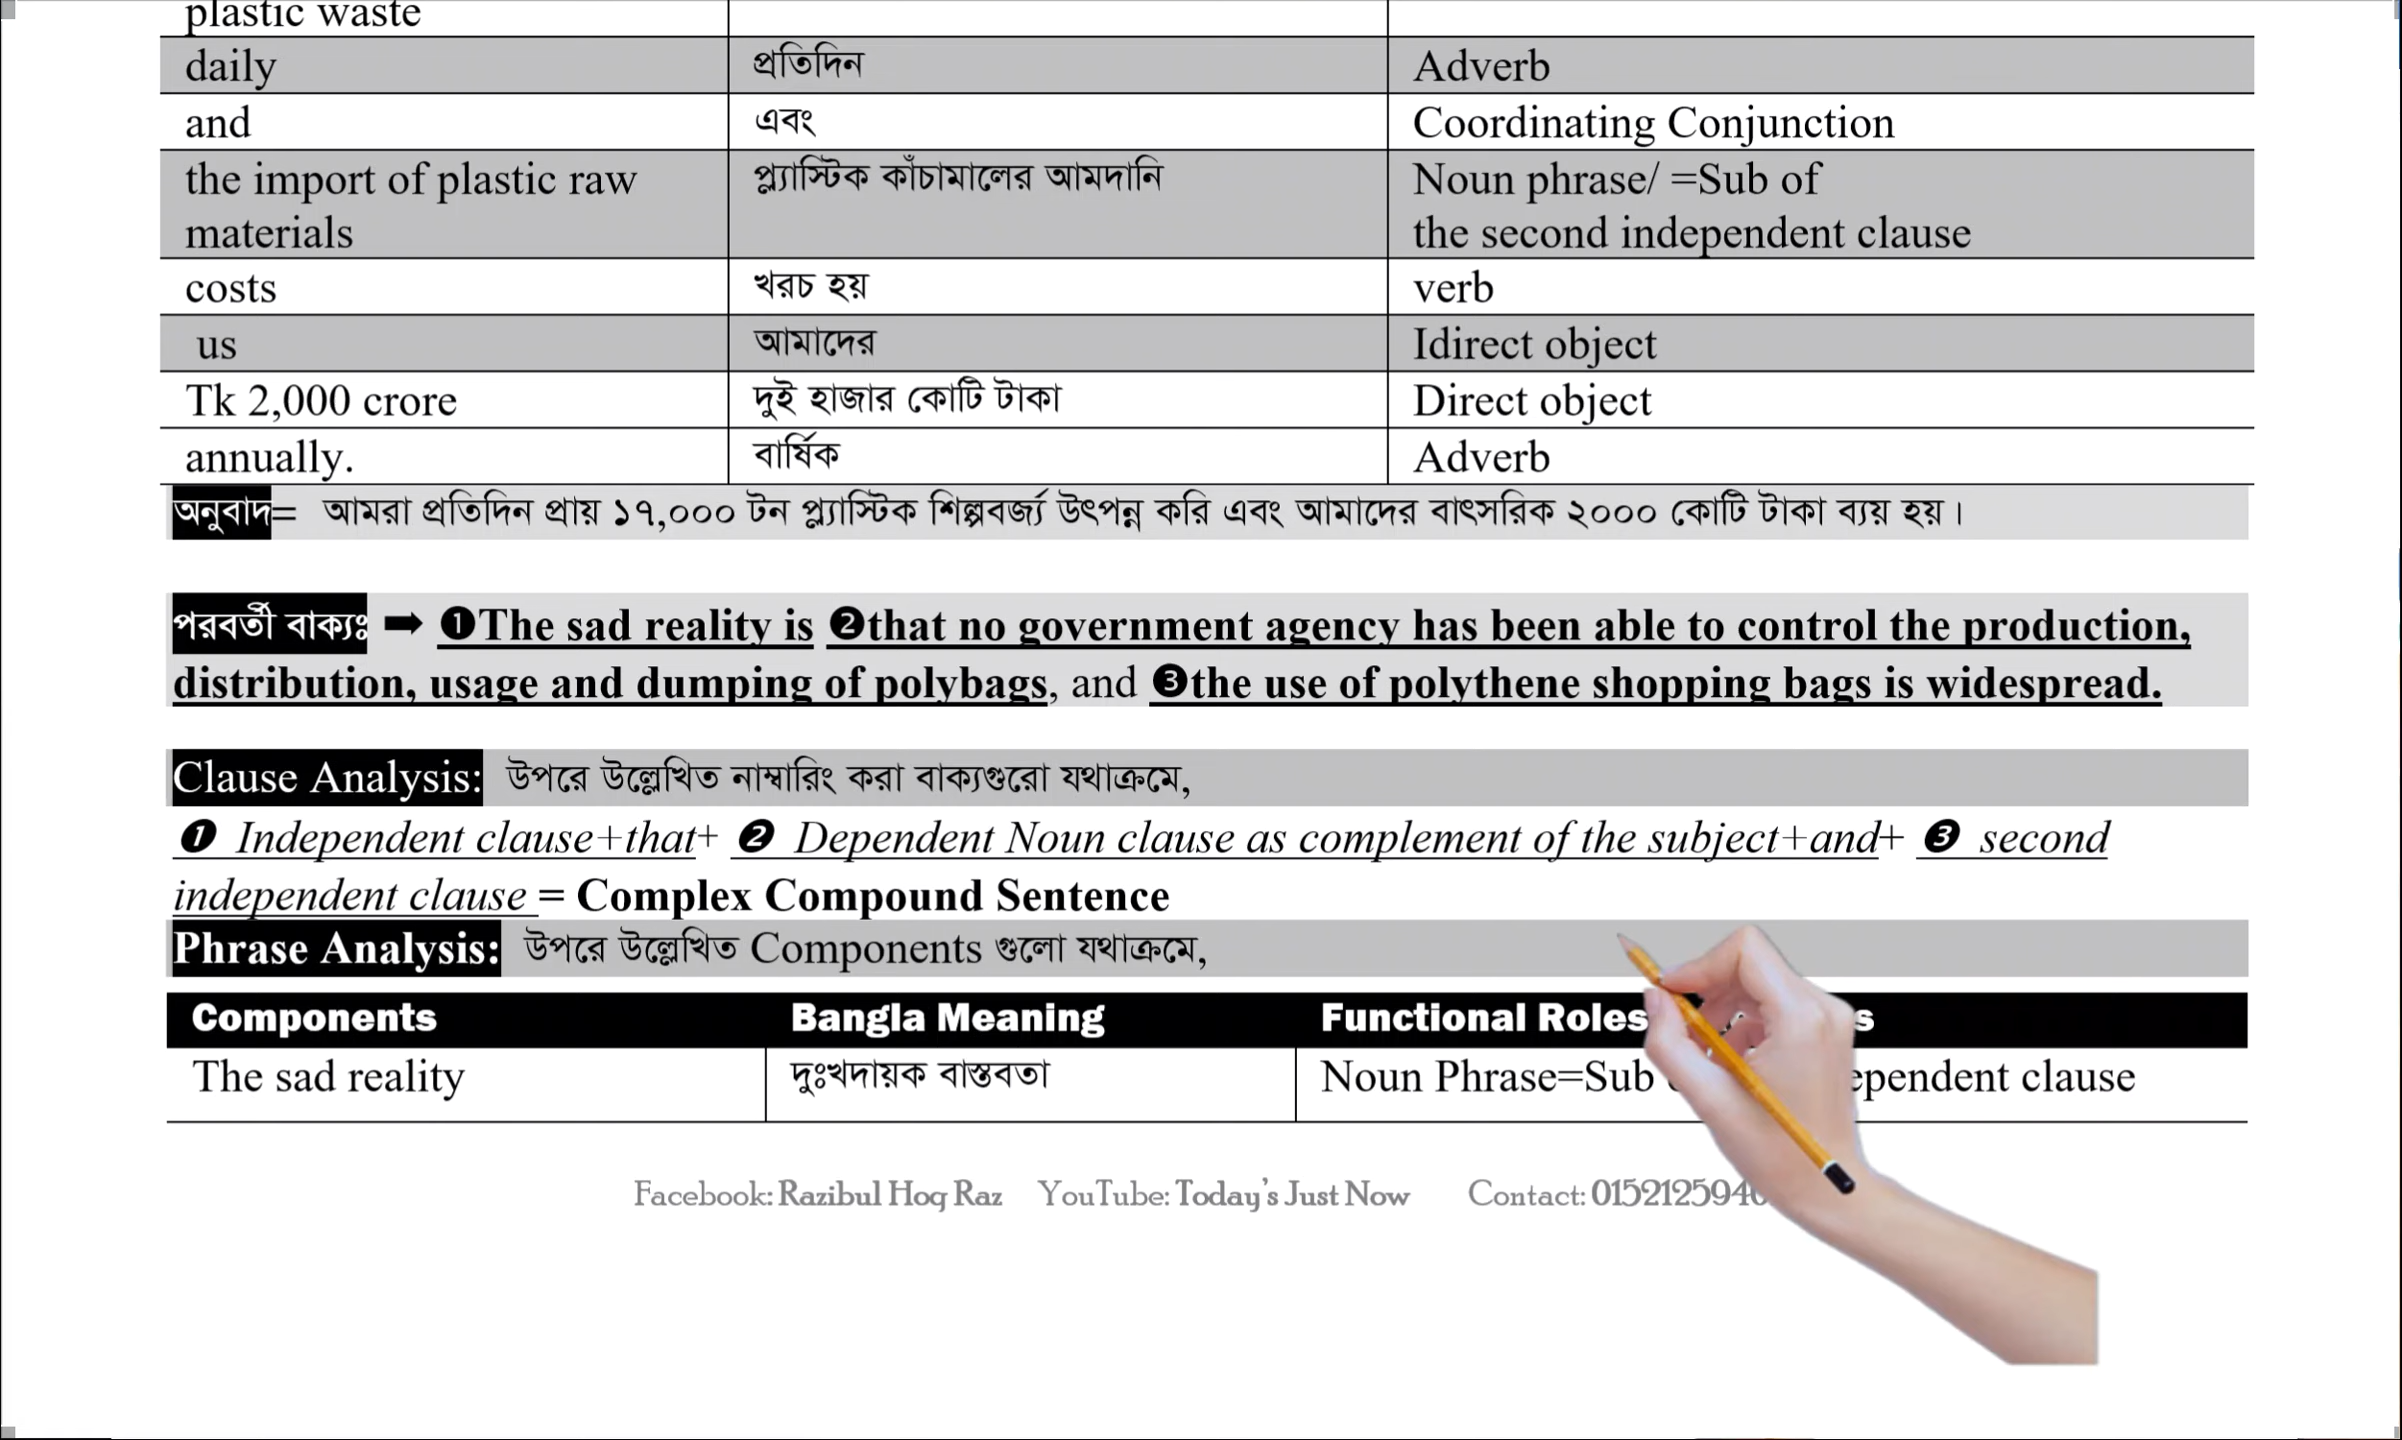 plastic waste
daily প্রতিদিন Adverb
and এবং Coordinating Conjunction
the import of plastic raw প্ল্যাস্টিক কাঁচামালের আমদানি Noun phrase/ =Sub of
materials the second independent clause
costs খরচ হয় verb
us আমাদের Idirect object
Tk 2,000 crore দুই হাজার কোটি টাকা Direct object
annually. বার্ষিক Adverb
অনুবাদ= আমরা প্রতিদিন প্রায় ১৭,০০০ টন প্ল্যাস্টিক শিল্পবর্জ্য উৎপন্ন করি এবং আমাদের বাৎসরিক ২০০০ কোটি টাকা ব্যয় হয়।
পরবর্তী বাক্যঃ ➡ ❶The sad reality is ❷that no government agency has been able to control the production,
distribution, usage and dumping of polybags, and ❸the use of polythene shopping bags is widespread.
Clause Analysis: উপরে উল্লেখিত নাম্বারিং করা বাক্যগুরো যথাক্রমে,
❶ Independent clause+that+ ❷ Dependent Noun clause as complement of the subject+and+ ❸ second
independent clause = Complex Compound Sentence
Phrase Analysis: উপরে উল্লেখিত Components গুলো যথাক্রমে,
Components Bangla Meaning Functional Roles
The sad reality দুঃখদায়ক বাস্তবতা Noun Phrase=Sub clause
Facebook: Razibul Hoq Raz YouTube: Today's Just Now Contact: